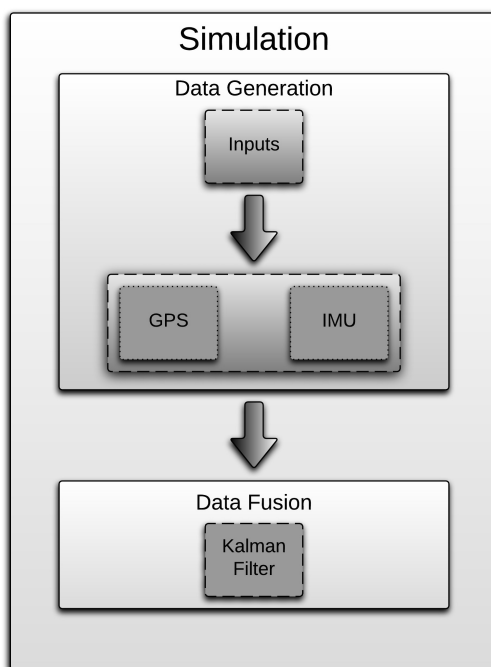 Simulation
Data Generation
Inputs
GPS
IMU
Data Fusion
Kalman
Filter